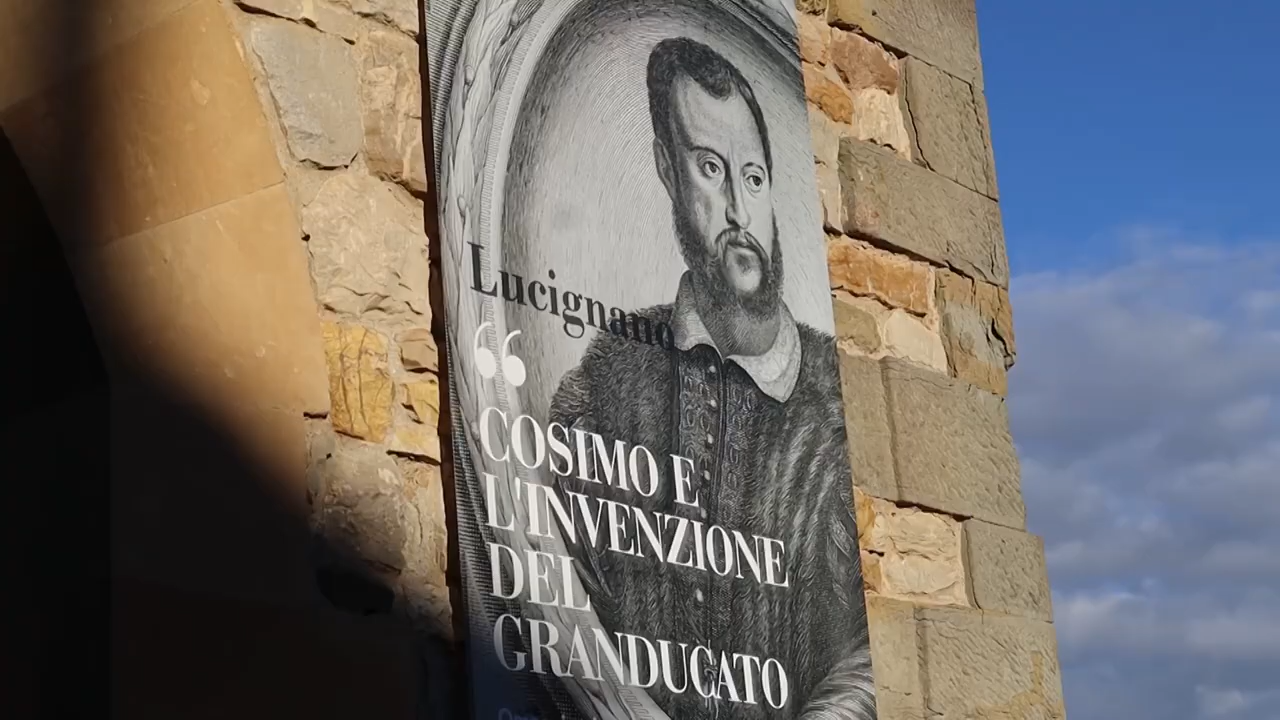 Lucignano
“
COSIMO E
L'INVENZIONE
DEL
GRANDUCATO